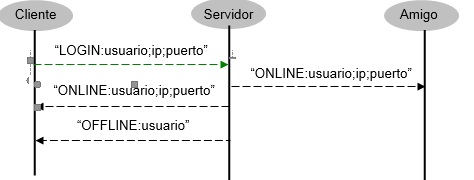 Cliente
Servidor
Amigo
“LOGIN:usuario;ip;puerto”
“ONLINE:usuario;ip;puerto”
“ONLINE:usuario;ip;puerto”
“OFFLINE:usuario”